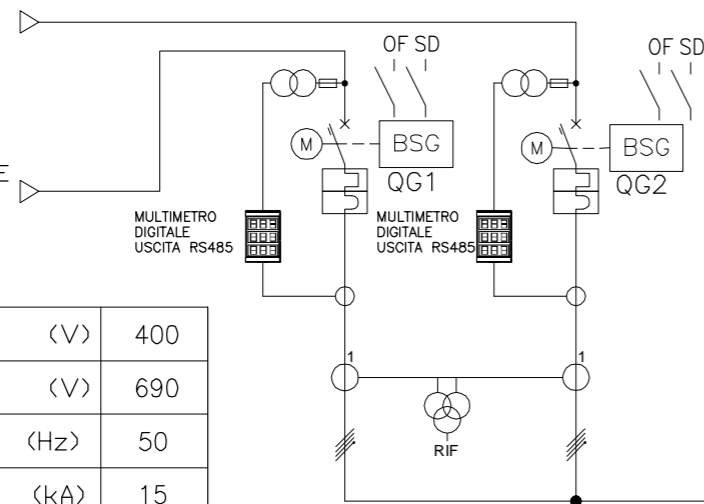 OF SD
OF SD
M
BSG
M
BSG
QG1
QG2
E
MULTIMETRO
DIGITALE
USCITA RS485
MULTIMETRO
DIGITALE
USCITA RS485
(V) 400
(V) 690
(Hz) 50
(kA) 15
1
1
RIF